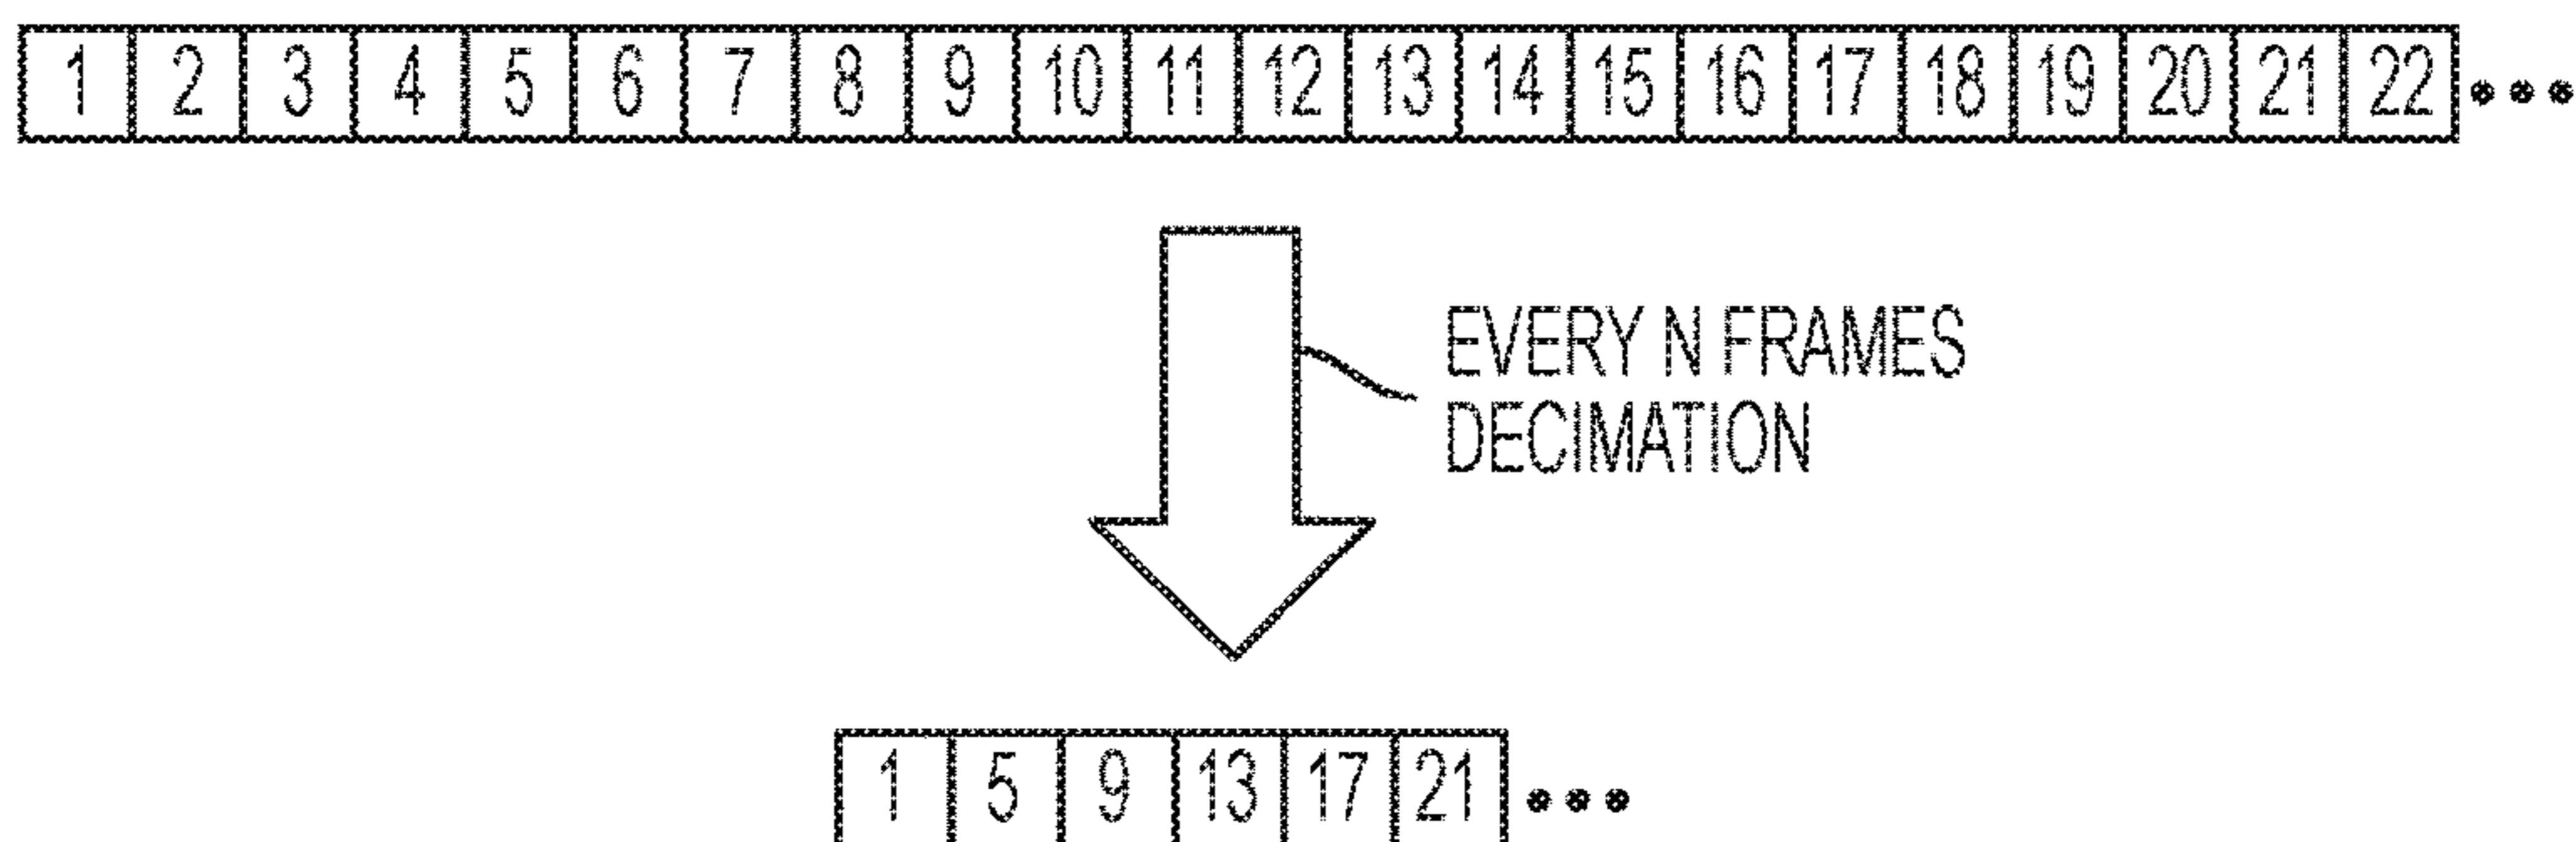 1 2 3 4 5 6 7 8 9 10 11 12 13 14 15 16 17 18 19 20 21 22 •••
EVERY N FRAMES
DECIMATION
1 5 9 13 17 21 •••